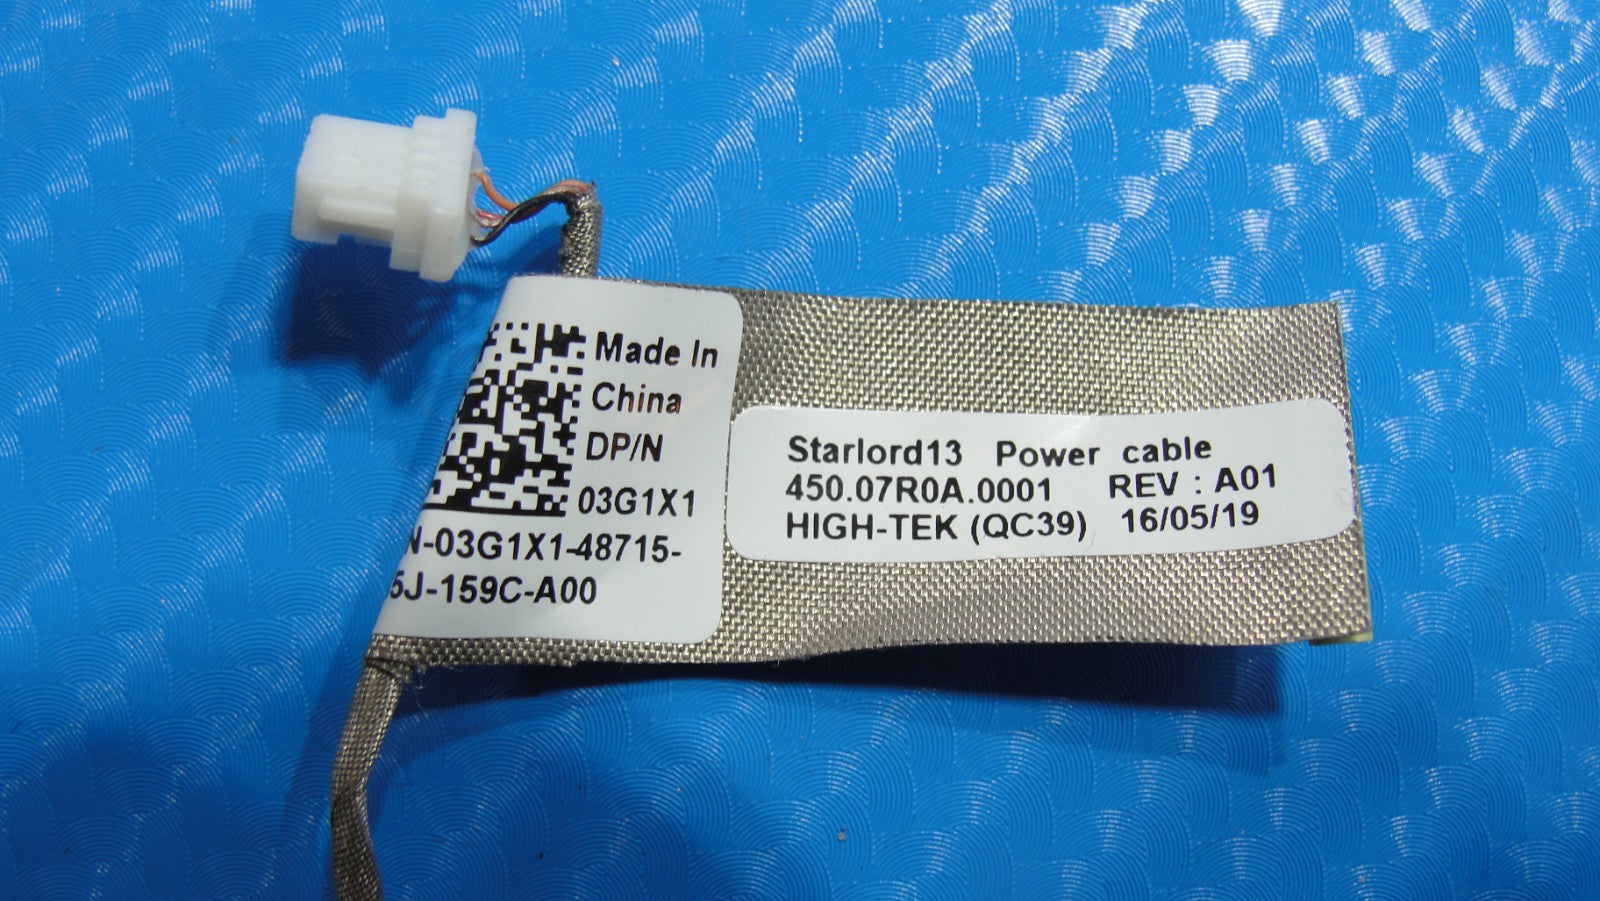 Made In
China
DP/N
03G1X1
N-03G1X1-48715-
5J-159C-A00
Starlord13 Power cable
450.07R0A.0001 REV : A01
HIGH-TEK (QC39) 16/05/19